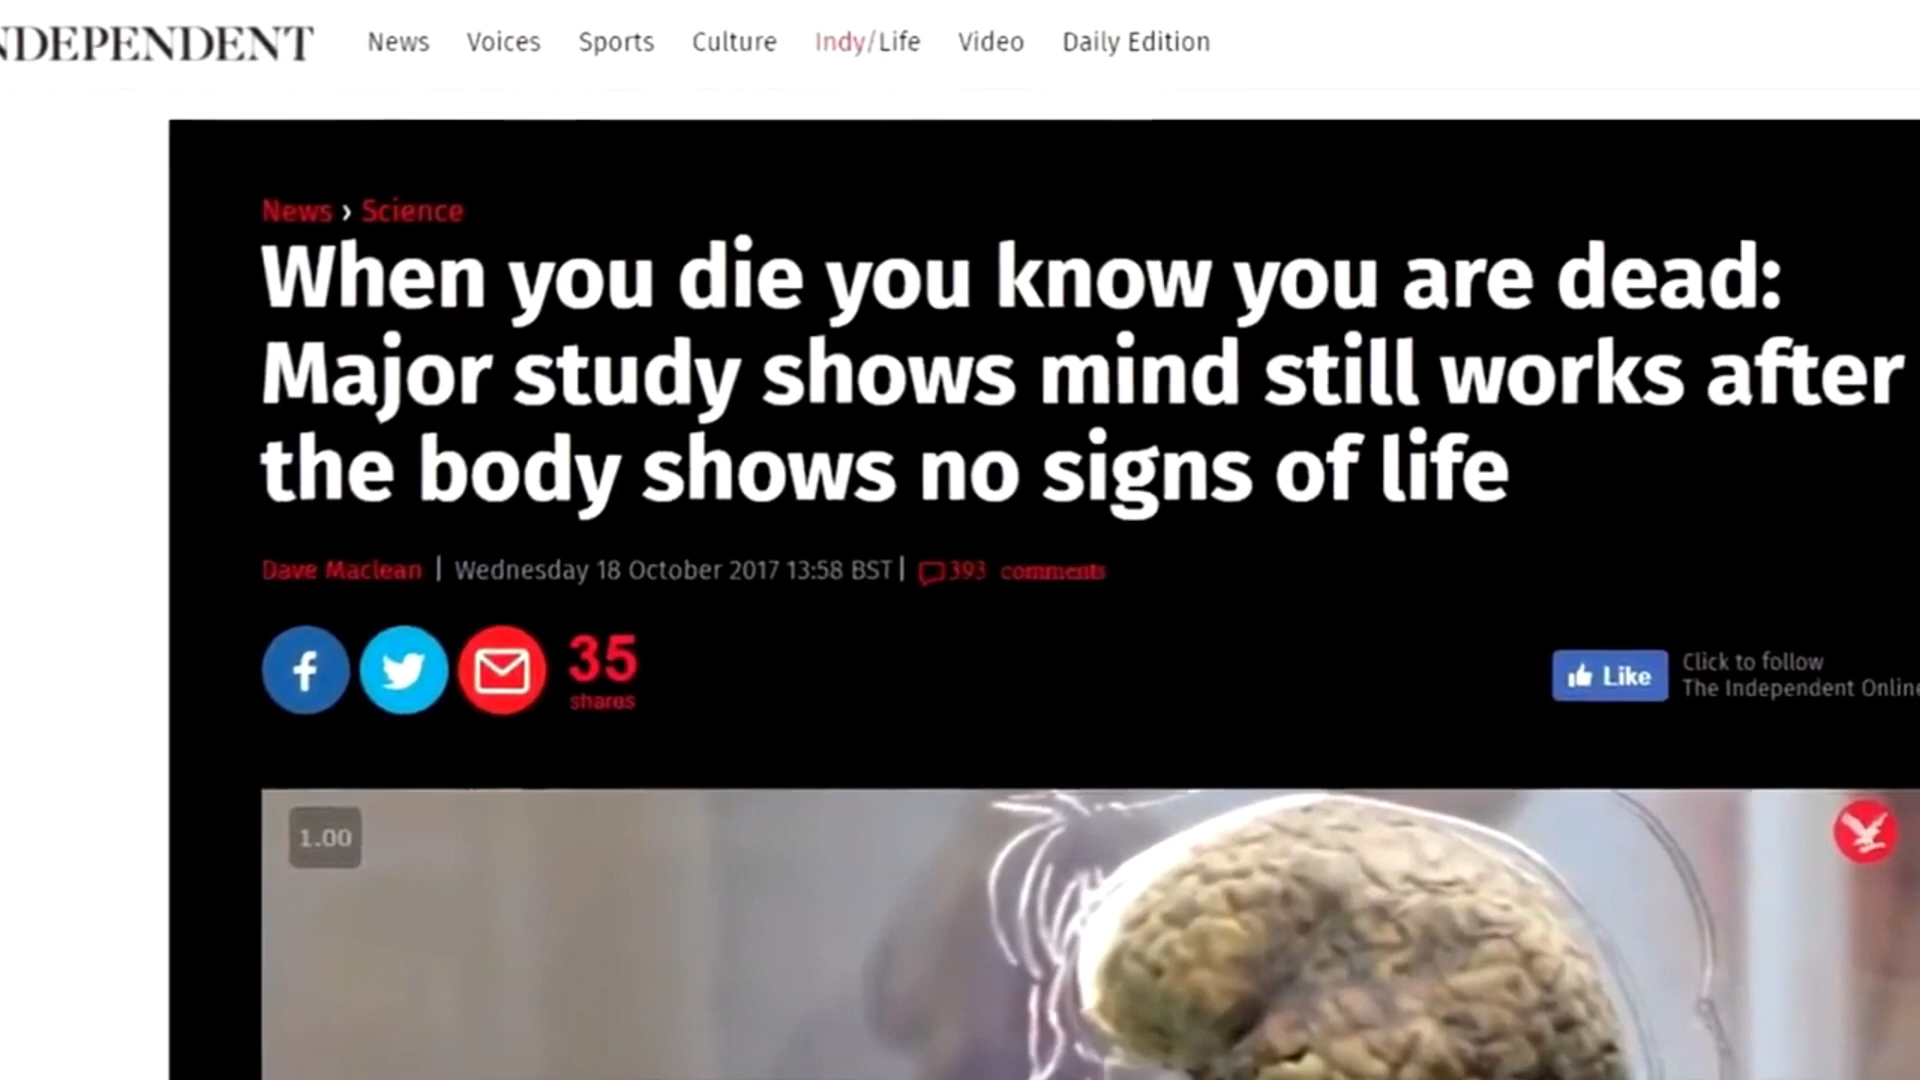 NDEPENDENT News Voices Sports Culture Indy/Life Video Daily Edition
News › Science
When you die you know you are dead:
Major study shows mind still works after
the body shows no signs of life
Dave Maclean | Wednesday 18 October 2017 13:58 BST | 393 comments
35
shares
Like
Click to follow
The Independent Online
1.00